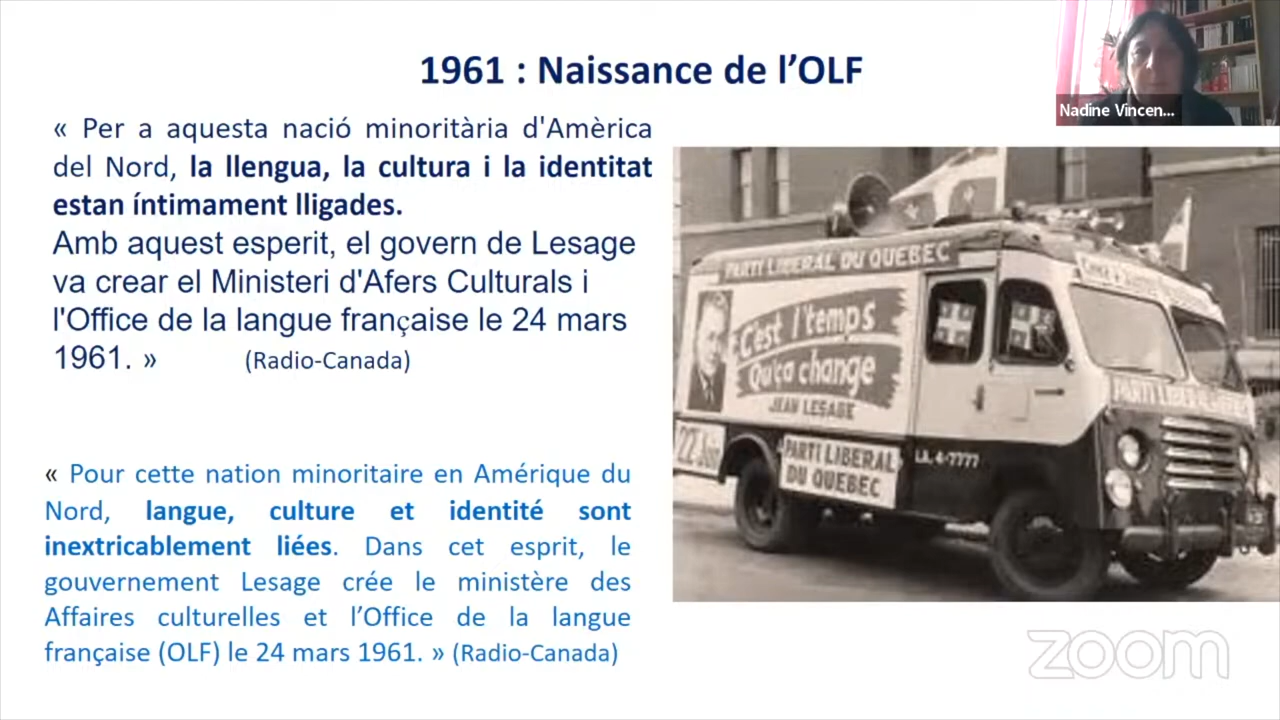 1961 : Naissance de l’OLF
Nadine Vincen...
« Per a aquesta nació minoritària d'Amèrica
del Nord, la llengua, la cultura i la identitat
estan íntimament lligades.
Amb aquest esperit, el govern de Lesage
va crear el Ministeri d'Afers Culturals i
l'Office de la langue française le 24 mars
1961. » (Radio-Canada)
« Pour cette nation minoritaire en Amérique du
Nord, langue, culture et identité sont
inextricablement liées. Dans cet esprit, le
gouvernement Lesage crée le ministère des
Affaires culturelles et l’Office de la langue
française (OLF) le 24 mars 1961. » (Radio-Canada)
PARTI LIBERAL DU QUEBEC
C'est l'temps
Qu'ça change
JEAN LESAGE
22 Juin
PARTI LIBERAL
DU QUEBEC
LA. 4-7777
PARTI
zoom